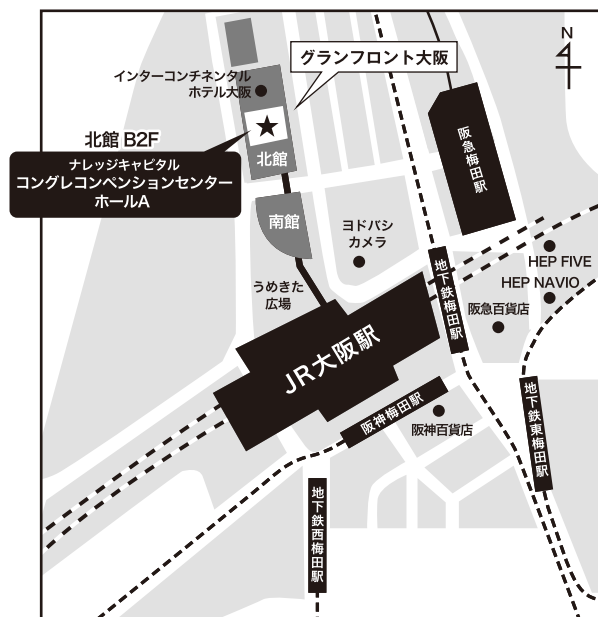 N
グランフロント大阪
インターコンチネンタル
ホテル大阪
北館 B2F
ナレッジキャピタル
コングレコンベンションセンター
ホールA
★
北館
南館
阪急梅田駅
ヨドバシ
カメラ
うめきた
広場
地下鉄梅田駅
HEP FIVE
HEP NAVIO
阪急百貨店
JR大阪駅
阪神梅田駅
阪神百貨店
地下鉄東梅田駅
地下鉄西梅田駅